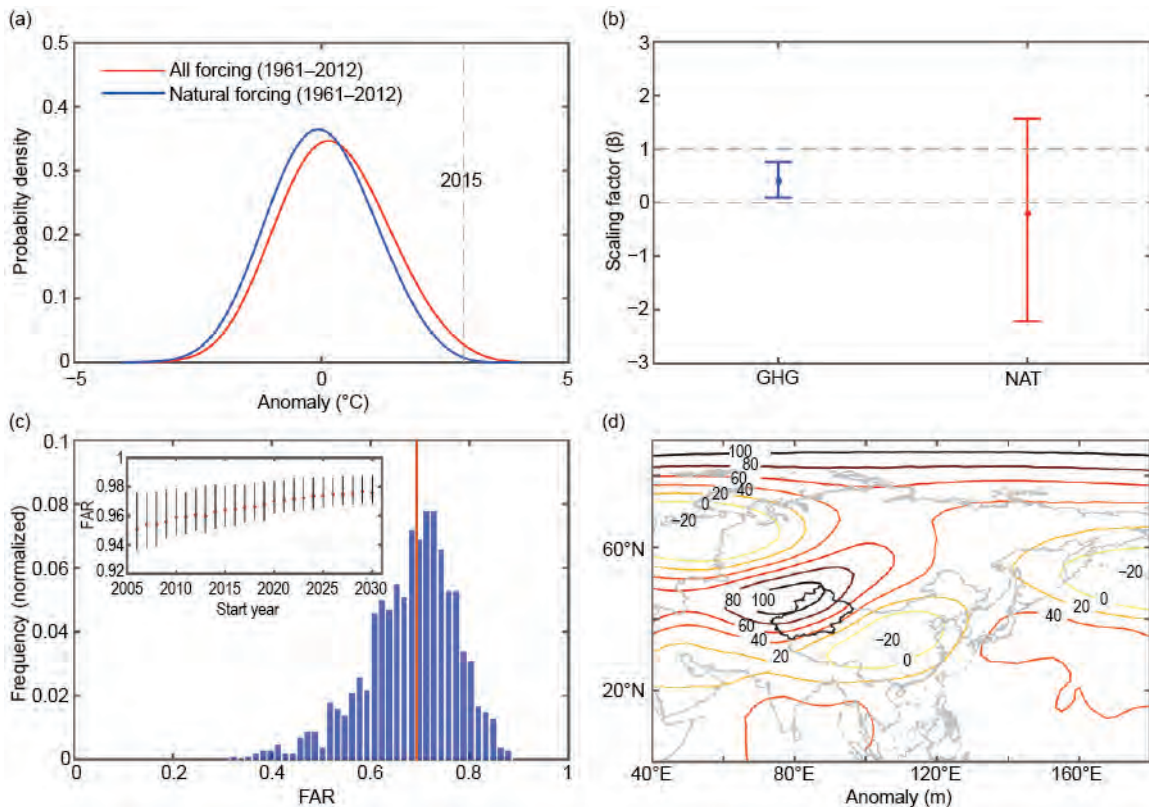 (a)
0.5
0.4
0.3
0.2
0.1
0
Probability density
All forcing (1961–2012)
Natural forcing (1961–2012)
2015
−5
0
5
Anomaly (°C)
(b)
3
2
1
0
−1
−2
−3
Scaling factor (β)
GHG
NAT
(c)
0.1
0.08
0.06
0.04
0.02
0
Frequency (normalized)
1
0.98
0.96
0.94
0.92
FAR
2005
2010
2015
2020
2025
2030
Start year
0
0.2
0.4
0.6
0.8
1
FAR
(d)
100
80
60
40
20
0
−20
60°N
20°N
80
100
60
40
20
−20
0
−20
0
20
40
40°E
80°E
120°E
160°E
Anomaly (m)